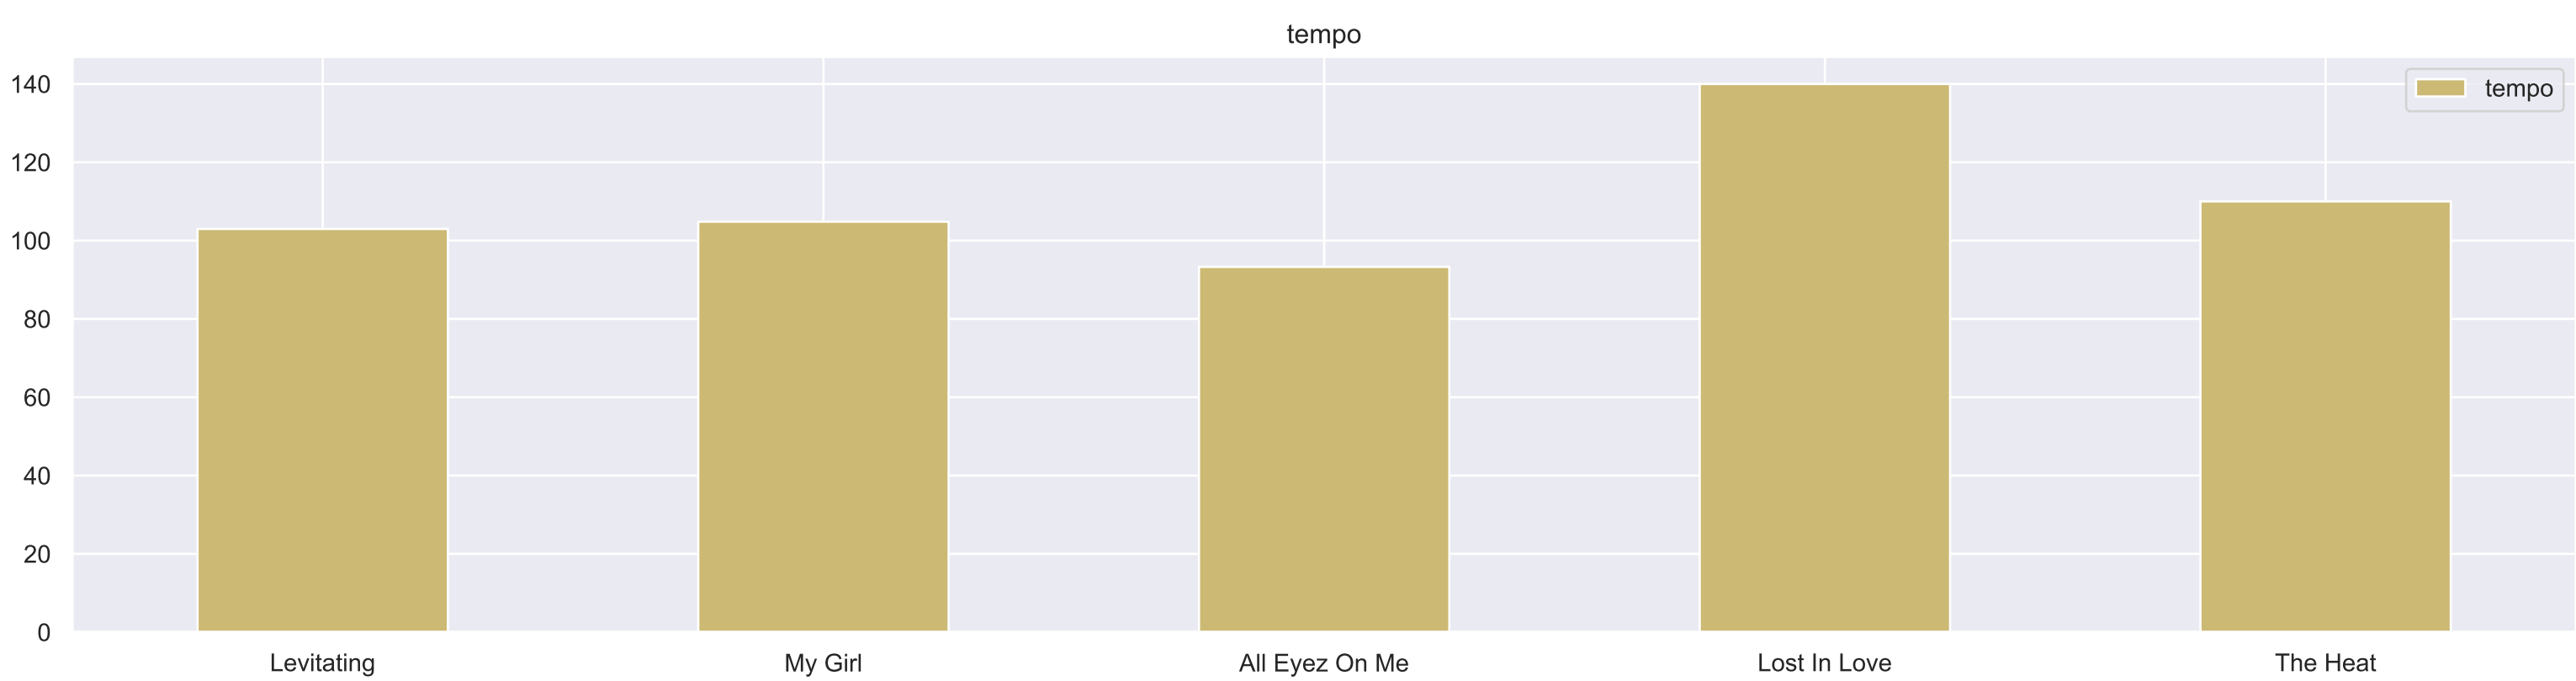 tempo
140
120
100
80
60
40
20
0
tempo
Levitating
My Girl
All Eyez On Me
Lost In Love
The Heat